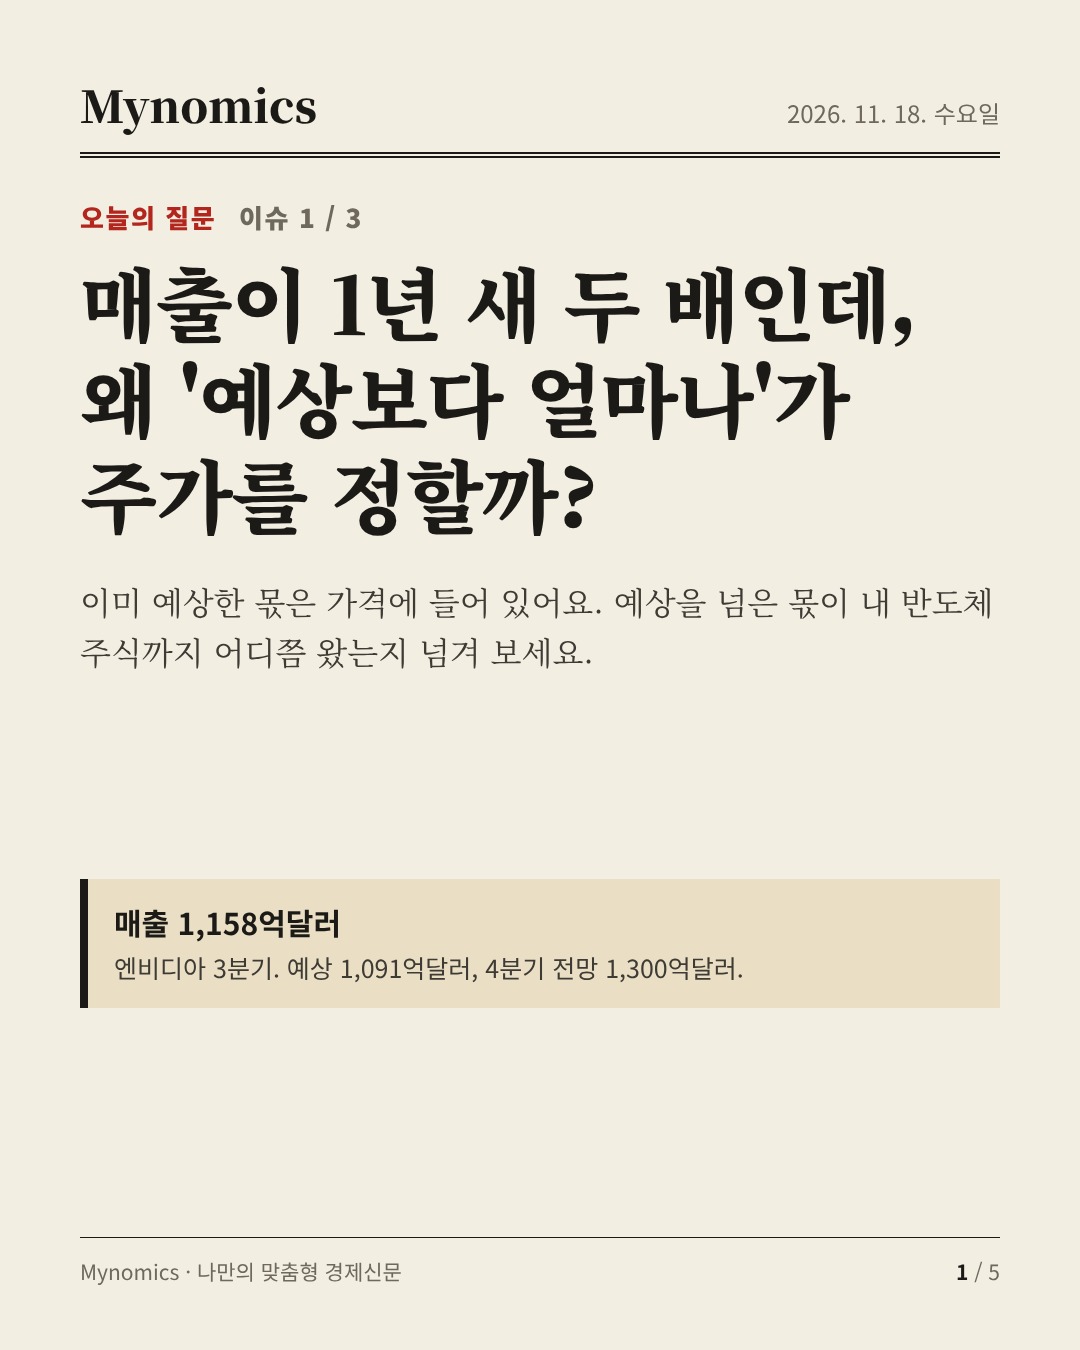 Mynomics
2026. 11. 18. 수요일
오늘의 질문 이슈 1 / 3
매출이 1년 새 두 배인데,
왜 '예상보다 얼마나'가
주가를 정할까?
이미 예상한 몫은 가격에 들어 있어요. 예상을 넘은 몫이 내 반도체
주식까지 어디쯤 왔는지 넘겨 보세요.
매출 1,158억달러
엔비디아 3분기. 예상 1,091억달러, 4분기 전망 1,300억달러.
Mynomics · 나만의 맞춤형 경제신문
1 / 5